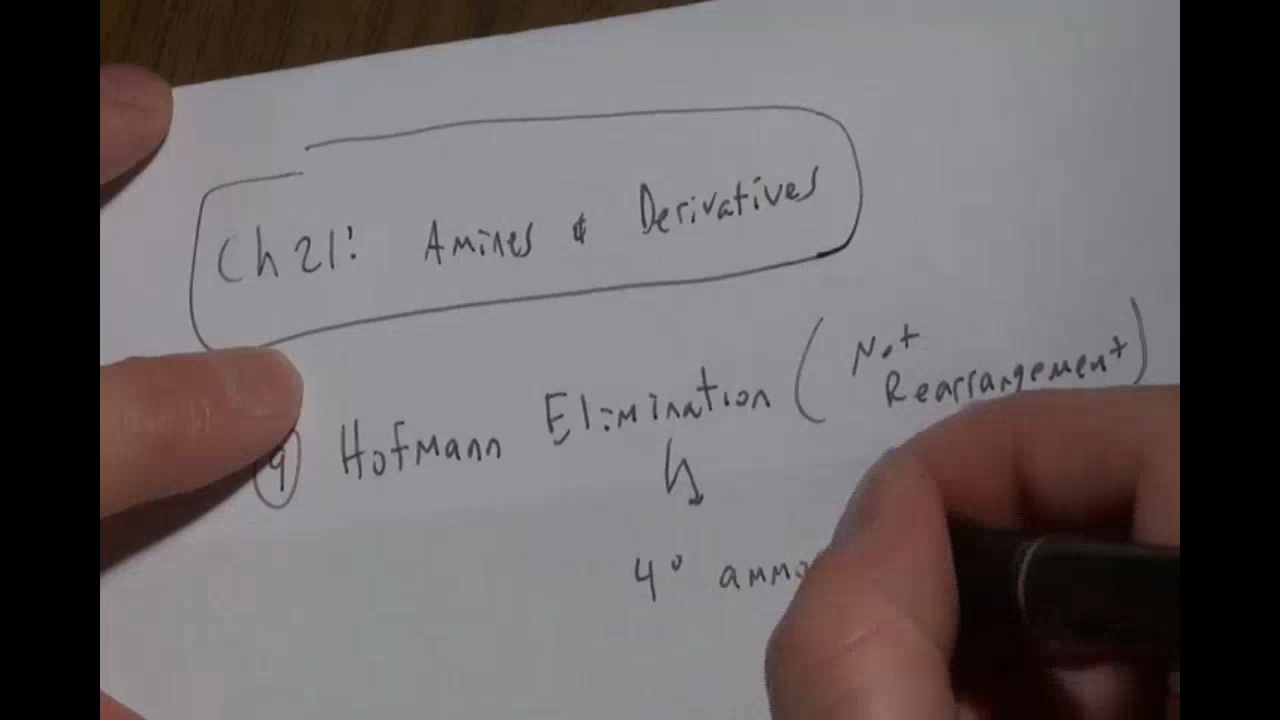 Ch 21: Amines & Derivatives
9 Hofmann Elimination (Not
Rearrangement)
4°